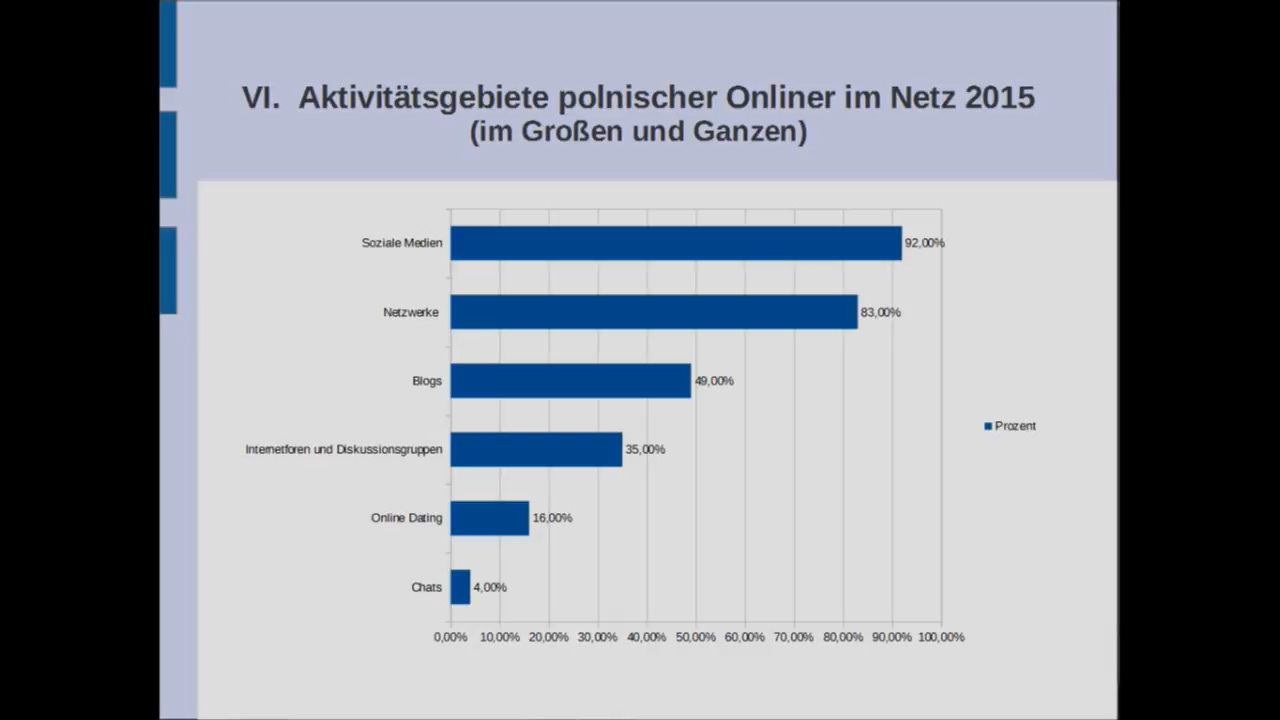 VI. Aktivitätsgebiete polnischer Onliner im Netz 2015
(im Großen und Ganzen)
Soziale Medien 92,00%
Netzwerke 83,00%
Blogs 49,00%
Prozent
Internetforen und Diskussionsgruppen 35,00%
Online Dating 16,00%
Chats 4,00%
0,00% 10,00% 20,00% 30,00% 40,00% 50,00% 60,00% 70,00% 80,00% 90,00% 100,00%